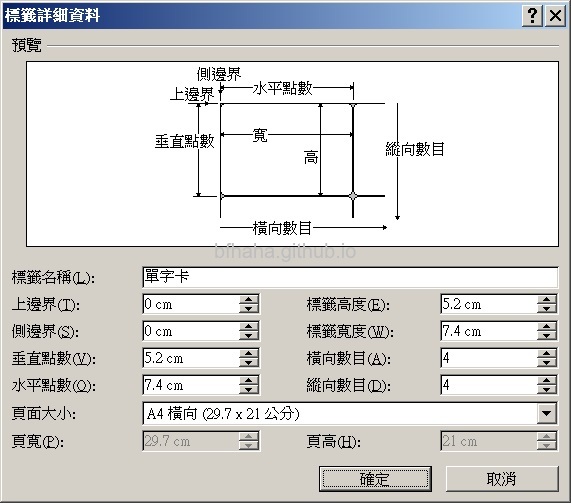 標籤詳細資料
預覽
側邊界
上邊界
水平點數
垂直點數
寬
高
縱向數目
橫向數目
bfhaha.github.io
標籤名稱(L): 單字卡
上邊界(T): 0 cm 標籤高度(E): 5.2 cm
側邊界(S): 0 cm 標籤寬度(W): 7.4 cm
垂直點數(V): 5.2 cm 橫向數目(A): 4
水平點數(O): 7.4 cm 縱向數目(D): 4
頁面大小: A4 橫向 (29.7 x 21 公分)
頁寬(P): 29.7 cm 頁高(H): 21 cm
確定 取消